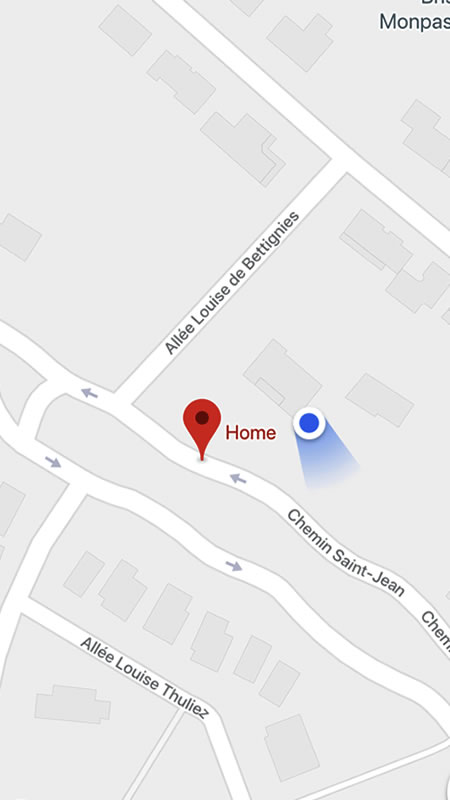 Monpas
Allée Louise de Bettignies
Home
Chemin Saint-Jean
Chem
Allée Louise Thuliez